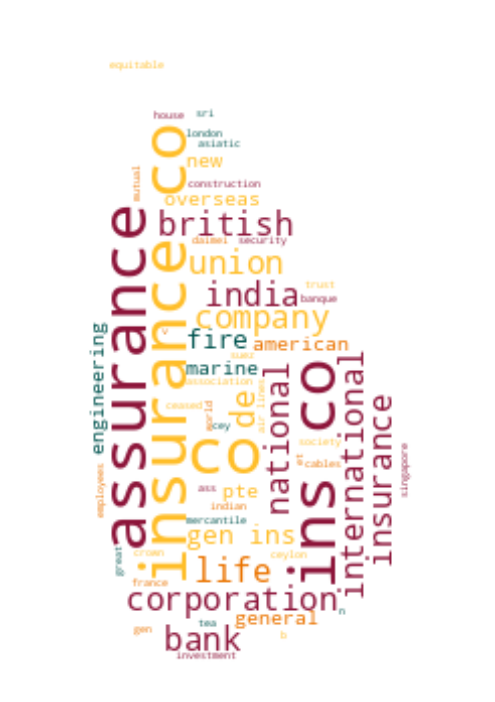 equitable
house
sri
london
asiatic
new
mutual
construction
overseas
british
daimei
security
union
india
trust
banque
company
v
fire
american
suez
marine
association
engineering
assurance
insurance co
de
air lines
national
international
insurance
ins co
ceased
world
cey
co
society
et
cables
singapore
employees
ass
pte
indian
mercantile
gen ins
ceylon
great
crown
life
france
corporation
n
general
tea
gen
bank
b
investment